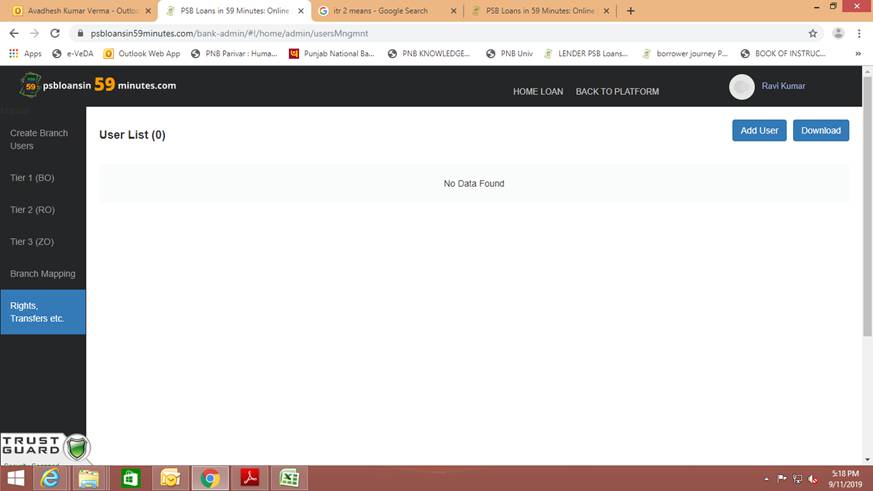 Avadhesh Kumar Verma - Outloo
PSB Loans in 59 Minutes: Online
itr 2 means - Google Search
PSB Loans in 59 Minutes: Online
psbloansin59minutes.com/bank-admin/#!/home/admin/usersMngmnt
Apps
e-VeDA
Outlook Web App
PNB Parivar : Huma...
Punjab National Ba...
PNB KNOWLEDGE...
PNB Univ
LENDER PSB Loans...
borrower journey P...
BOOK OF INSTRUC...
psbloansin 59 minutes.com
HOME LOAN
BACK TO PLATFORM
Ravi Kumar
Create Branch
Users
Tier 1 (BO)
Tier 2 (RO)
Tier 3 (ZO)
Branch Mapping
Rights,
Transfers etc.
User List (0)
Add User
Download
No Data Found
TRUST
GUARD
5:18 PM
9/11/2019